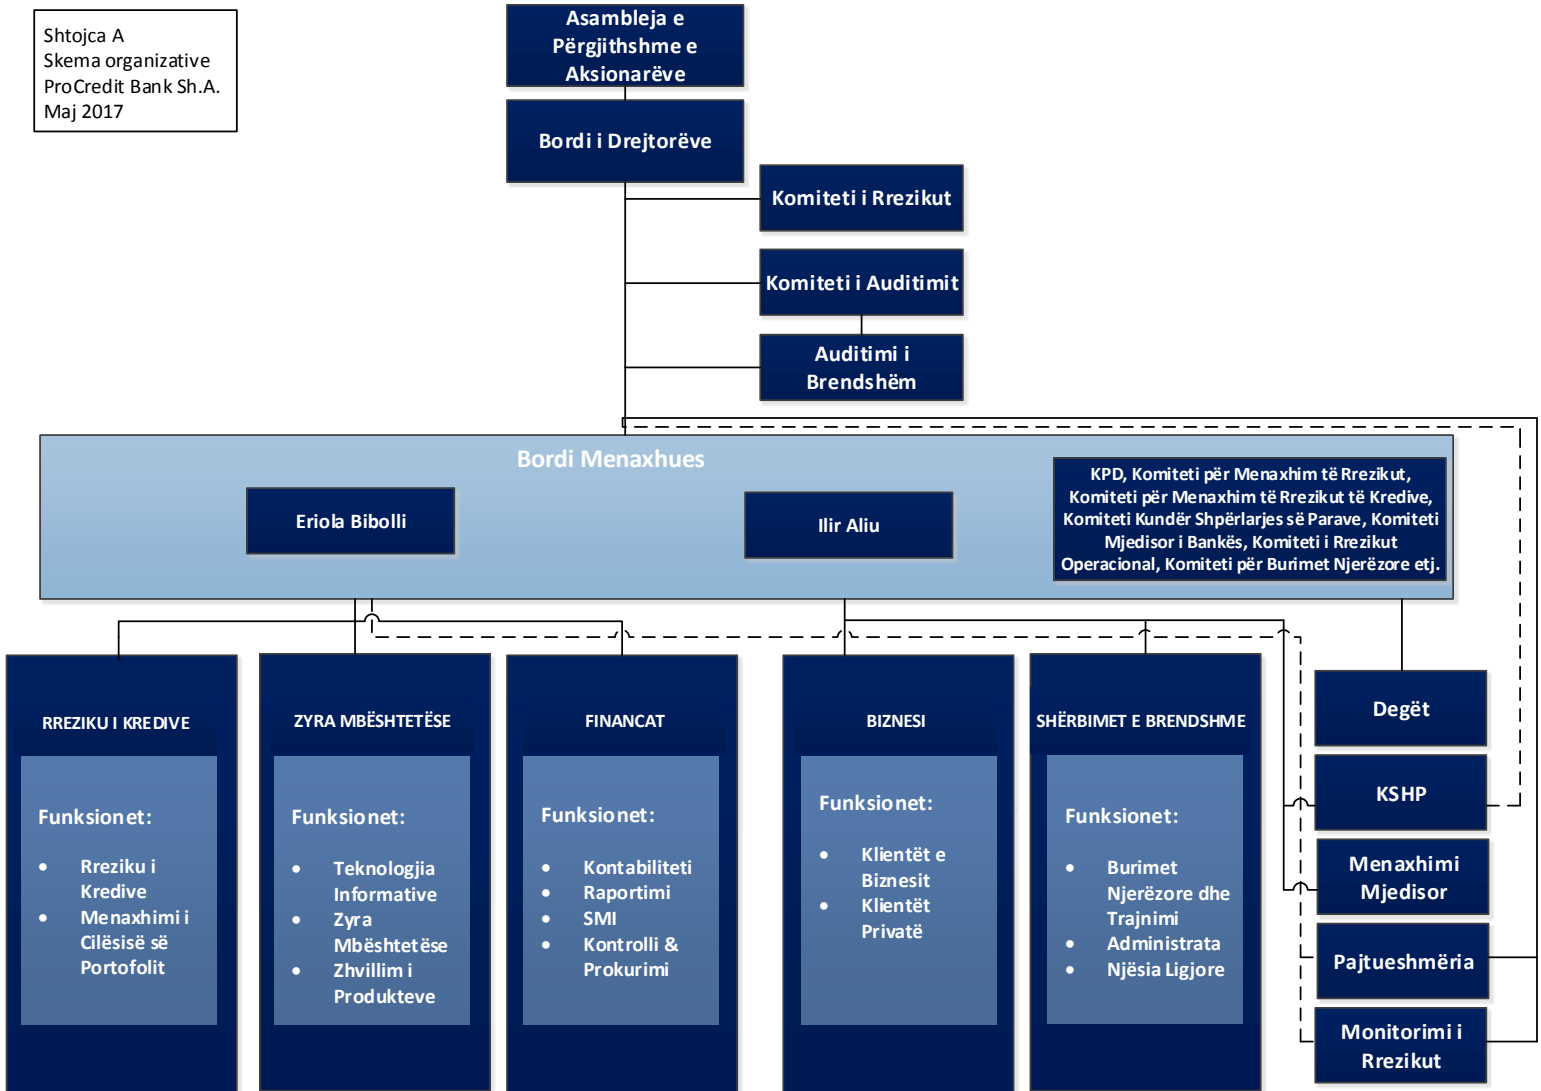 Shtojca A
Skema organizative
ProCredit Bank Sh.A.
Maj 2017
Asambleja e
Përgjithshme e
Aksionarëve
Bordi i Drejtorëve
Komiteti i Rrezikut
Komiteti i Auditimit
Auditimi i
Brendshëm
Bordi Menaxhues
Eriola Bibolli
Ilir Aliu
KPD, Komiteti për Menaxhim të Rrezikut,
Komiteti për Menaxhim të Rrezikut të Kredive,
Komiteti Kundër Shpërlarjes së Parave, Komiteti
Mjedisor i Bankës, Komiteti i Rrezikut
Operacional, Komiteti për Burimet Njerëzore etj.
RREZIKU I KREDIVE
Funksionet:
• Rreziku i
Kredive
• Menaxhimi i
Cilësisë së
Portofolit
ZYRA MBËSHTETËSE
Funksionet:
• Teknologjia
Informative
• Zyra
Mbështetëse
• Zhvillim i
Produkteve
FINANCAT
Funksionet:
• Kontabiliteti
• Raportimi
• SMI
• Kontrolli &
Prokurimi
BIZNESI
Funksionet:
• Klientët e
Biznesit
• Klientët
Privatë
SHËRBIMET E BRENDSHME
Funksionet:
• Burimet
Njerëzore dhe
Trajnimi
• Administrata
• Njësia Ligjore
Degët
KSHP
Menaxhimi
Mjedisor
Pajtueshmëria
Monitorimi i
Rrezikut